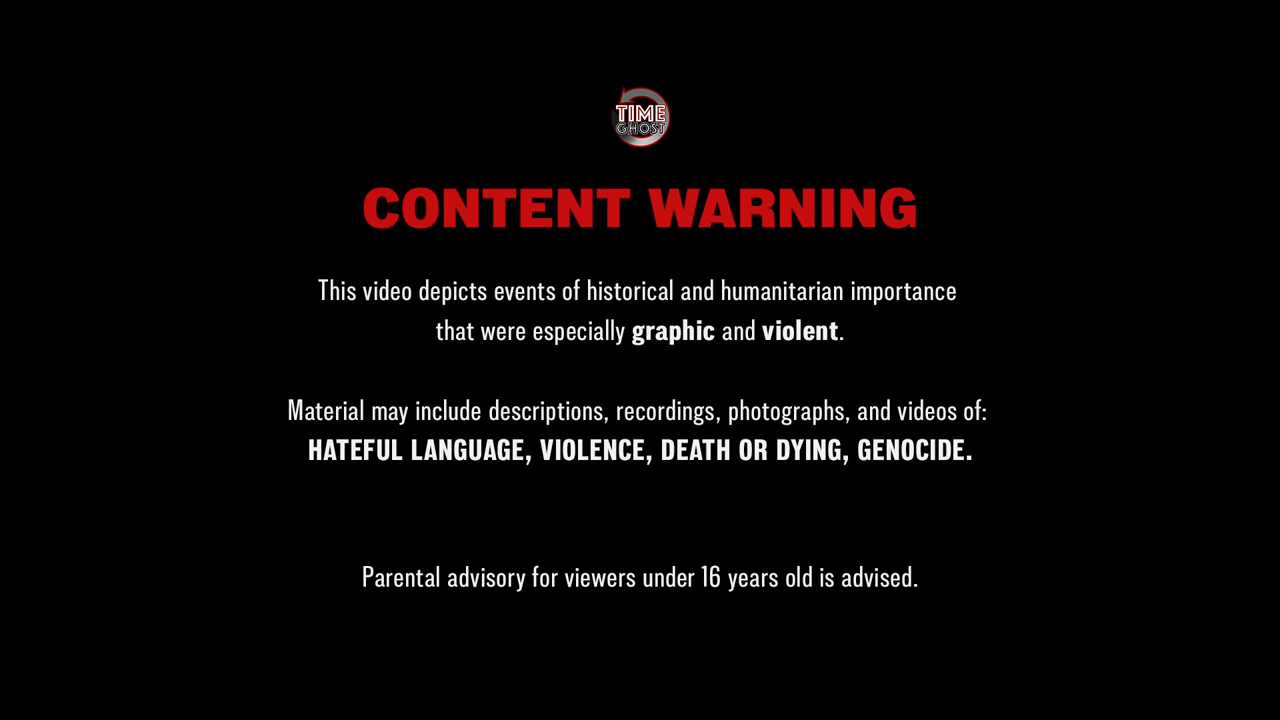 TIME
GHOST
CONTENT WARNING
This video depicts events of historical and humanitarian importance
that were especially graphic and violent.
Material may include descriptions, recordings, photographs, and videos of:
HATEFUL LANGUAGE, VIOLENCE, DEATH OR DYING, GENOCIDE.
Parental advisory for viewers under 16 years old is advised.